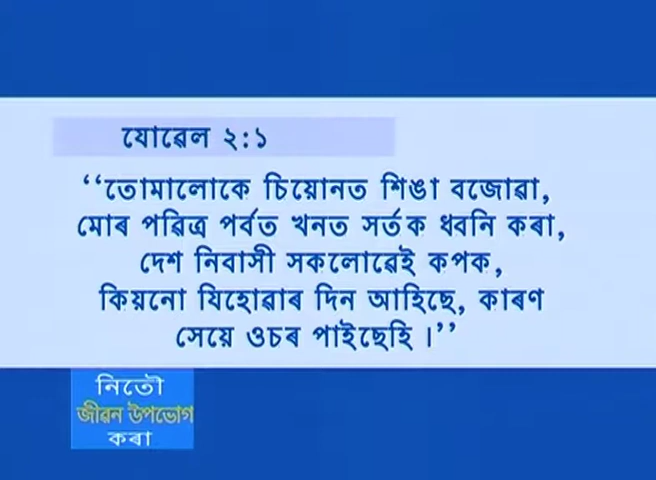 যোৱেল ২:১
‘‘তোমালোকে চিয়োনত শিঙা বজোৱা,
মোৰ পৱিত্ৰ পৰ্বত খনত সৰ্তক ধ্বনি কৰা,
দেশ নিবাসী সকলোৱেই কপক,
কিয়নো যিহোৱাৰ দিন আহিছে, কাৰণ
সেয়ে ওচৰ পাইছেহি ।’’
নিতৌ
জীৱন উপভোগ
কৰা